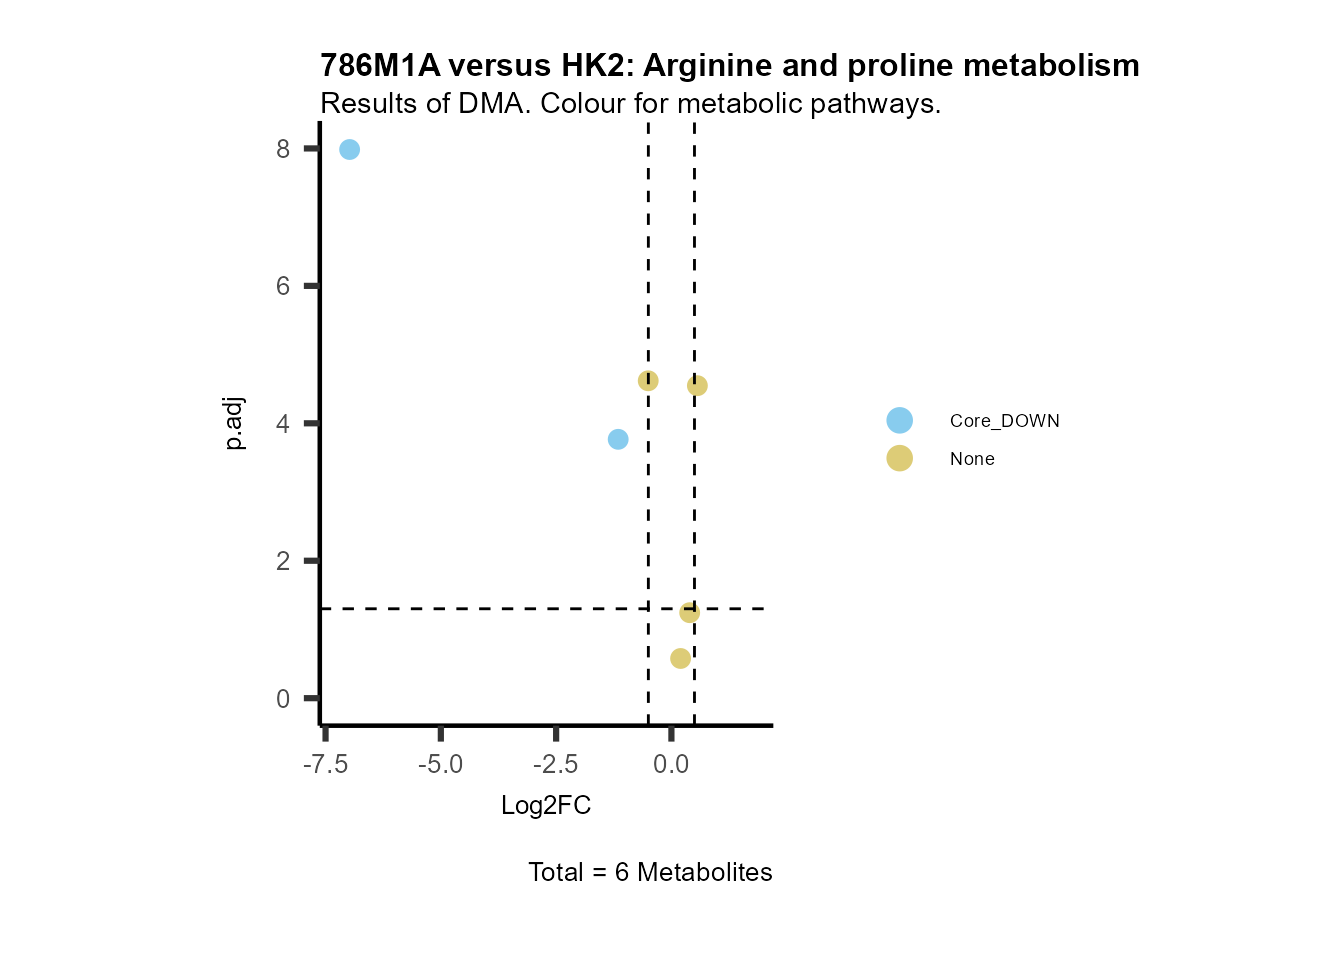 786M1A versus HK2: Arginine and proline metabolism
Results of DMA. Colour for metabolic pathways.
8
6
4
2
0
p.adj
-7.5
-5.0
-2.5
0.0
Log2FC
Core_DOWN
None
Total = 6 Metabolites